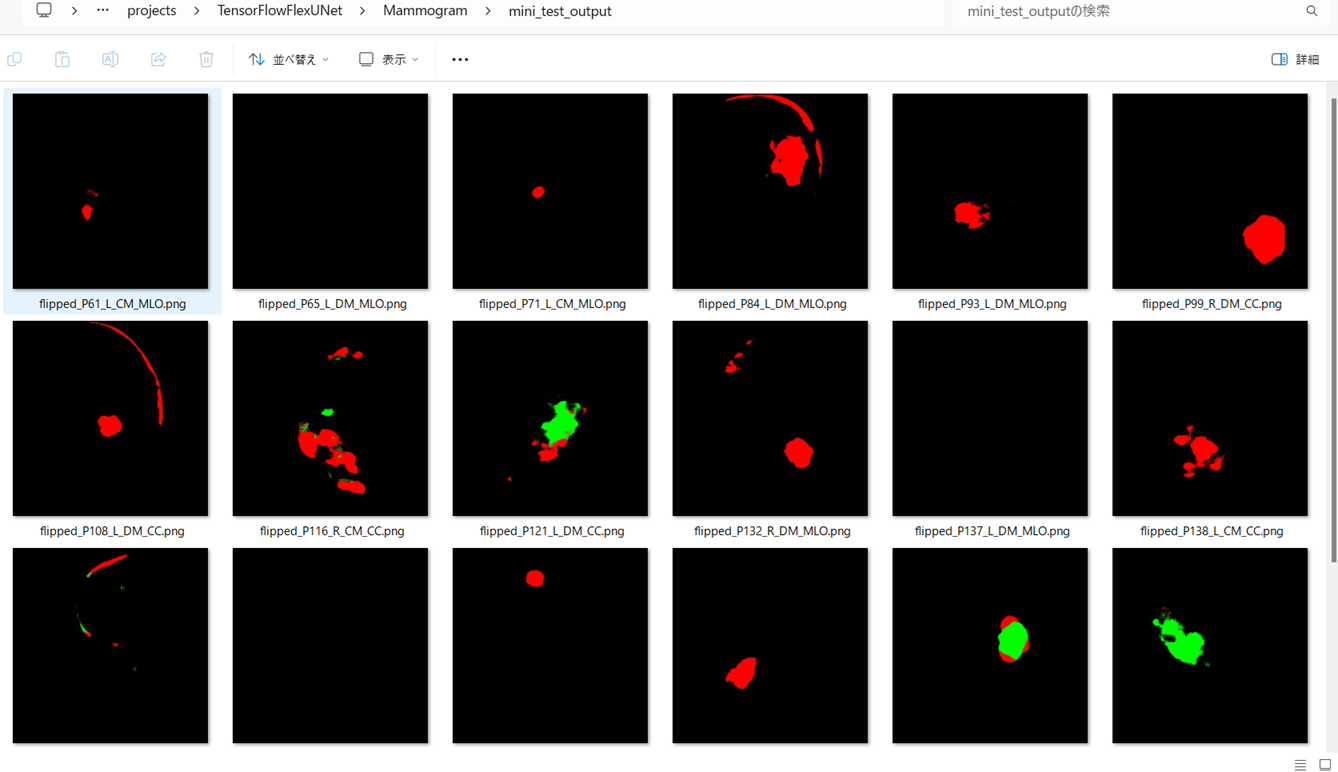 … projects > TensorFlowFlexUNet > Mammogram > mini_test_output
mini_test_outputの検索
並べ替え
表示
詳細
flipped_P61_L_CM_MLO.png
flipped_P65_L_DM_MLO.png
flipped_P71_L_CM_MLO.png
flipped_P84_L_DM_MLO.png
flipped_P93_L_DM_MLO.png
flipped_P99_R_DM_CC.png
flipped_P108_L_DM_CC.png
flipped_P116_R_CM_CC.png
flipped_P121_L_DM_CC.png
flipped_P132_R_DM_MLO.png
flipped_P137_L_DM_MLO.png
flipped_P138_L_CM_CC.png